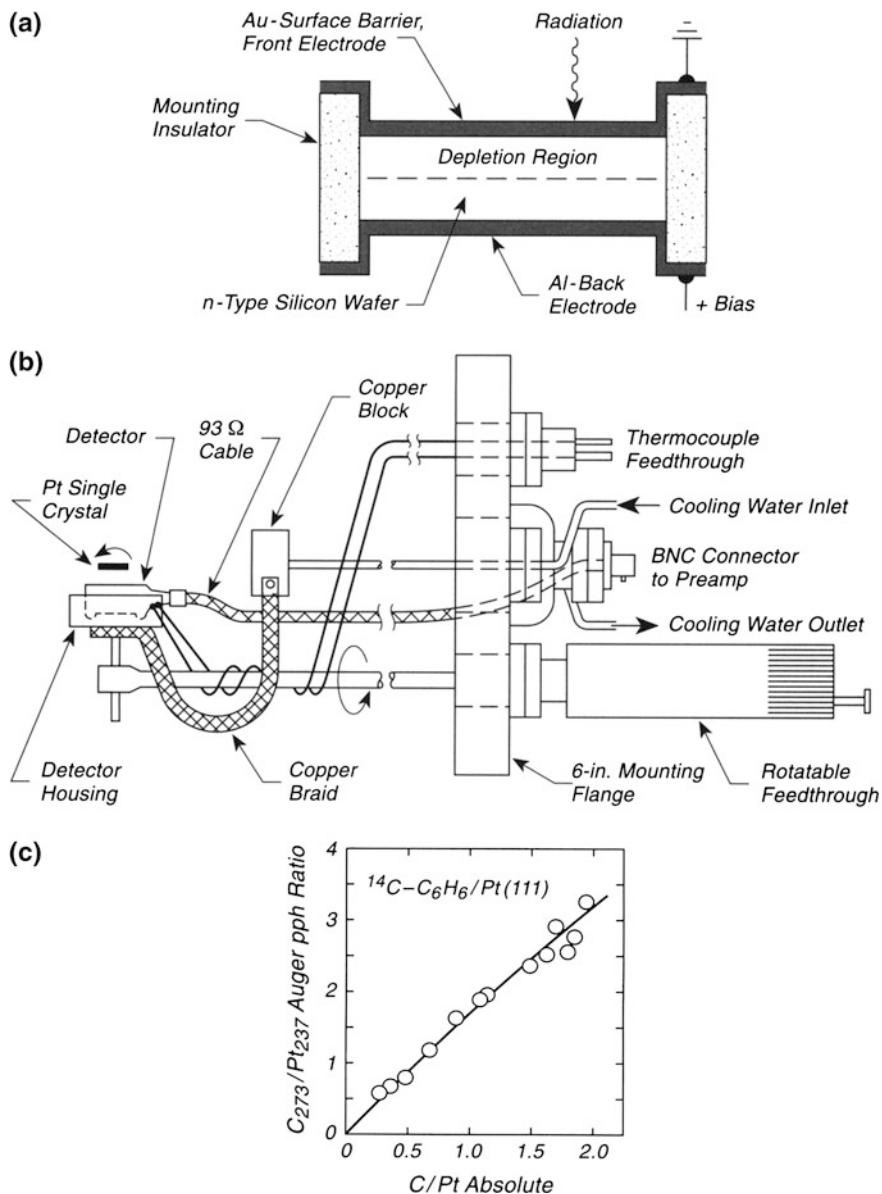 (a)
Au-Surface Barrier,
Front Electrode
Radiation
Mounting
Insulator
Depletion Region
n-Type Silicon Wafer
Al-Back
Electrode
+ Bias
(b)
Copper
Block
Detector
93 Ω
Cable
Thermocouple
Feedthrough
Pt Single
Crystal
Cooling Water Inlet
BNC Connector
to Preamp
Cooling Water Outlet
Detector
Housing
Copper
Braid
6-in. Mounting
Flange
Rotatable
Feedthrough
(c)
C₂₇₃/Pt₂₃₇ Auger pph Ratio
4
3
2
1
0
¹⁴C–C₆H₆/Pt(111)
0 0.5 1.0 1.5 2.0
C/Pt Absolute